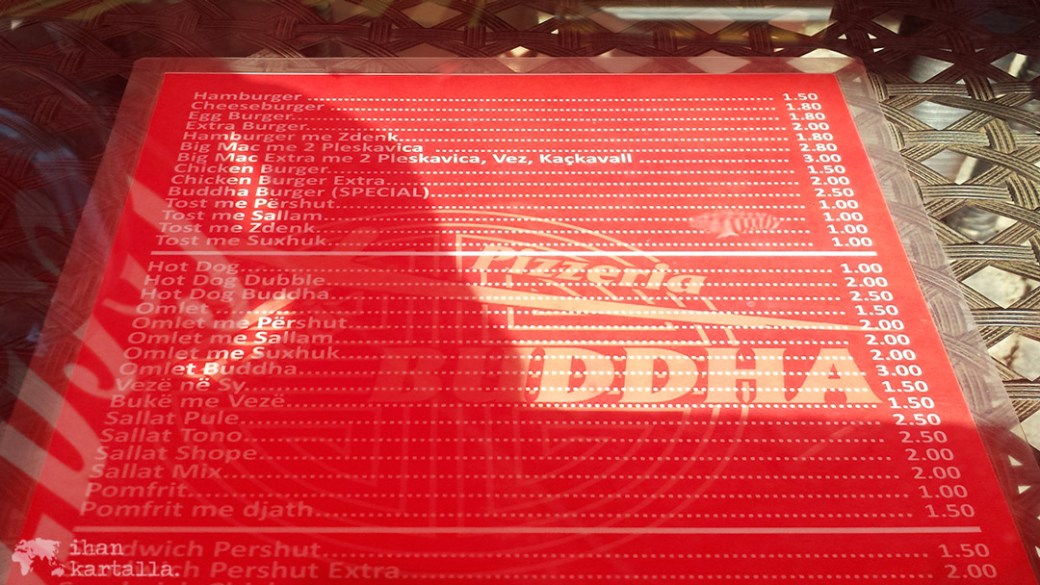 Hamburger 1.50
Cheeseburger 1.80
Egg Burger 1.80
Extra Burger 2.00
Hamburger me Zdenk 1.80
Big Mac me 2 Pleskavica 2.80
Big Mac Extra me 2 Pleskavica, Vez, Kaçkavall 3.00
Chicken Burger 1.50
Chicken Burger Extra 2.00
Buddha Burger (SPECIAL) 2.50
Tost me Përshut 1.00
Tost me Sallam 1.00
Tost me Zdenk 1.00
Tost me Suxhuk 1.00
Hot Dog 1.00
Hot Dog Dubble 2.00
Hot Dog Buddha 2.50
Omlet 1.50
Omlet me Përshut 2.00
Omlet me Sallam 2.00
Omlet me Suxhuk 2.00
Omlet Buddha 3.00
Vezë në Sy 1.50
Bukë me Vezë 1.50
Sallat Pule 2.50
Sallat Tono 2.50
Sallat Shope 2.00
Sallat Mix 2.00
Pomfrit 1.00
Pomfrit me djath 1.50
Pershut 1.50
Pershut Extra 2.00
Pizzeria
BUDDHA
ihan
kartalla.